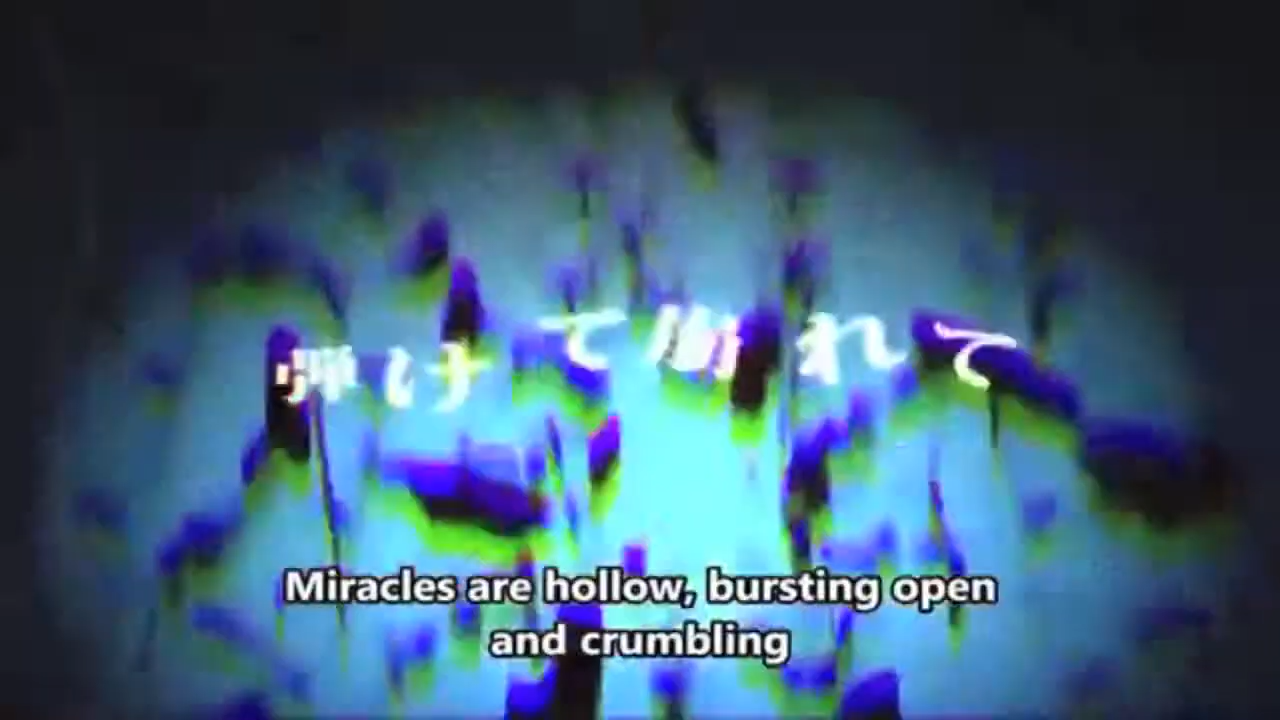 弾けて崩れて
Miracles are hollow, bursting open
and crumbling